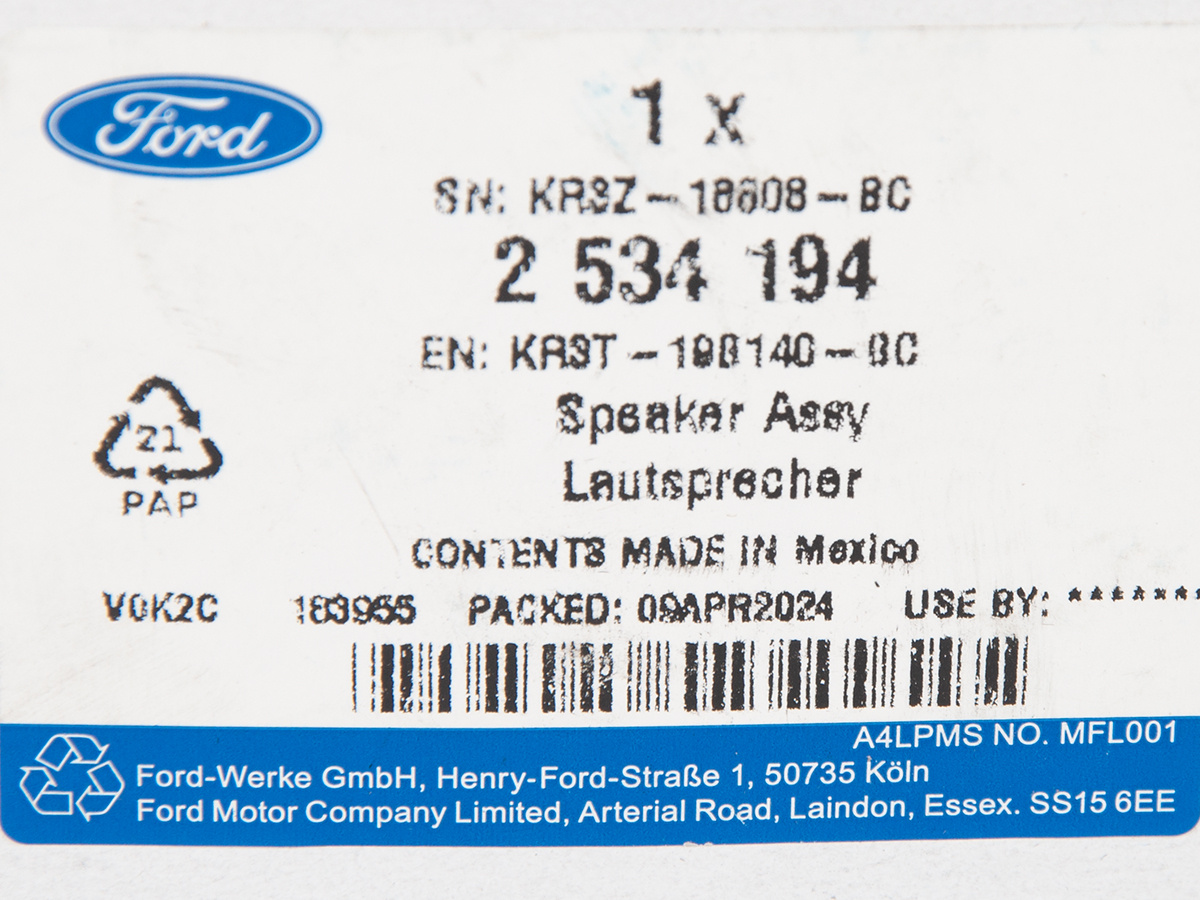 Ford
1 x
SN: KR3Z-18808-BC
2 534 194
EN: KR3T-19B140-BC
Speaker Assy
Lautsprecher
21
PAP
CONTENTS MADE IN Mexico
V0K2C 183955 PACKED: 09APR2024 USE BY: *******
A4LPMS NO. MFL001
Ford-Werke GmbH, Henry-Ford-Straße 1, 50735 Köln
Ford Motor Company Limited, Arterial Road, Laindon, Essex. SS15 6EE